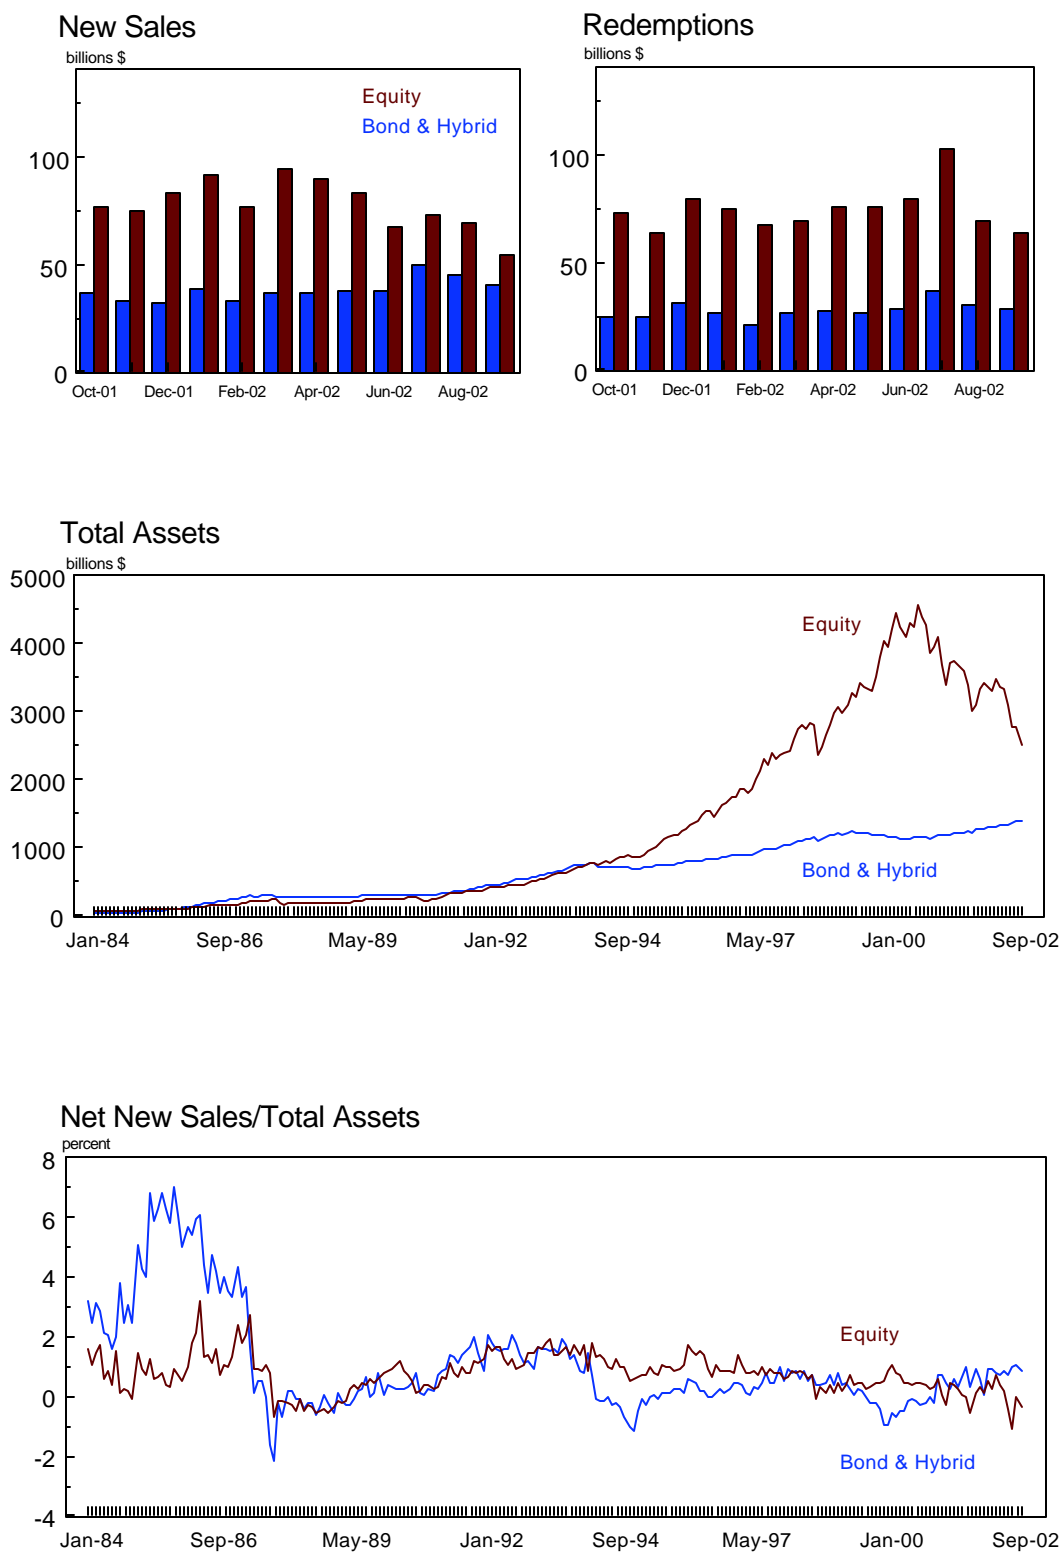 New Sales
billions $
Equity
Bond & Hybrid
100
50
0
Oct-01 Dec-01 Feb-02 Apr-02 Jun-02 Aug-02
Redemptions
billions $
100
50
0
Oct-01 Dec-01 Feb-02 Apr-02 Jun-02 Aug-02
Total Assets
billions $
5000
4000
3000
2000
1000
0
Equity
Bond & Hybrid
Jan-84 Sep-86 May-89 Jan-92 Sep-94 May-97 Jan-00 Sep-02
Net New Sales/Total Assets
percent
8
6
4
2
0
-2
-4
Equity
Bond & Hybrid
Jan-84 Sep-86 May-89 Jan-92 Sep-94 May-97 Jan-00 Sep-02